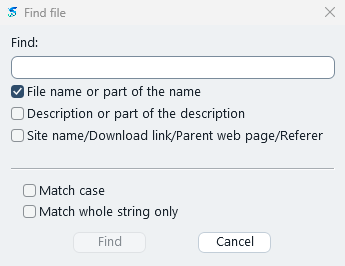 Find file
Find:
File name or part of the name
Description or part of the description
Site name/Download link/Parent web page/Referer
Match case
Match whole string only
Find
Cancel